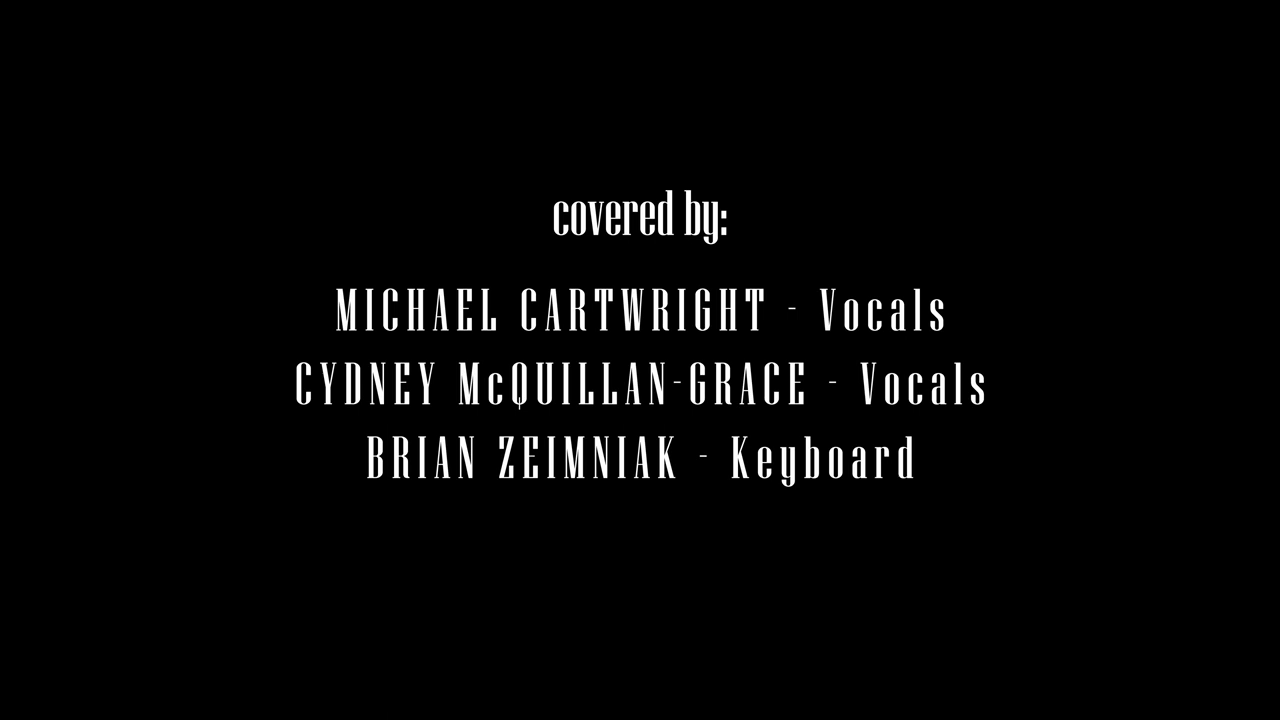 covered by:
MICHAEL CARTWRIGHT - Vocals
CYDNEY McQUILLAN-GRACE - Vocals
BRIAN ZEIMNIAK - Keyboard